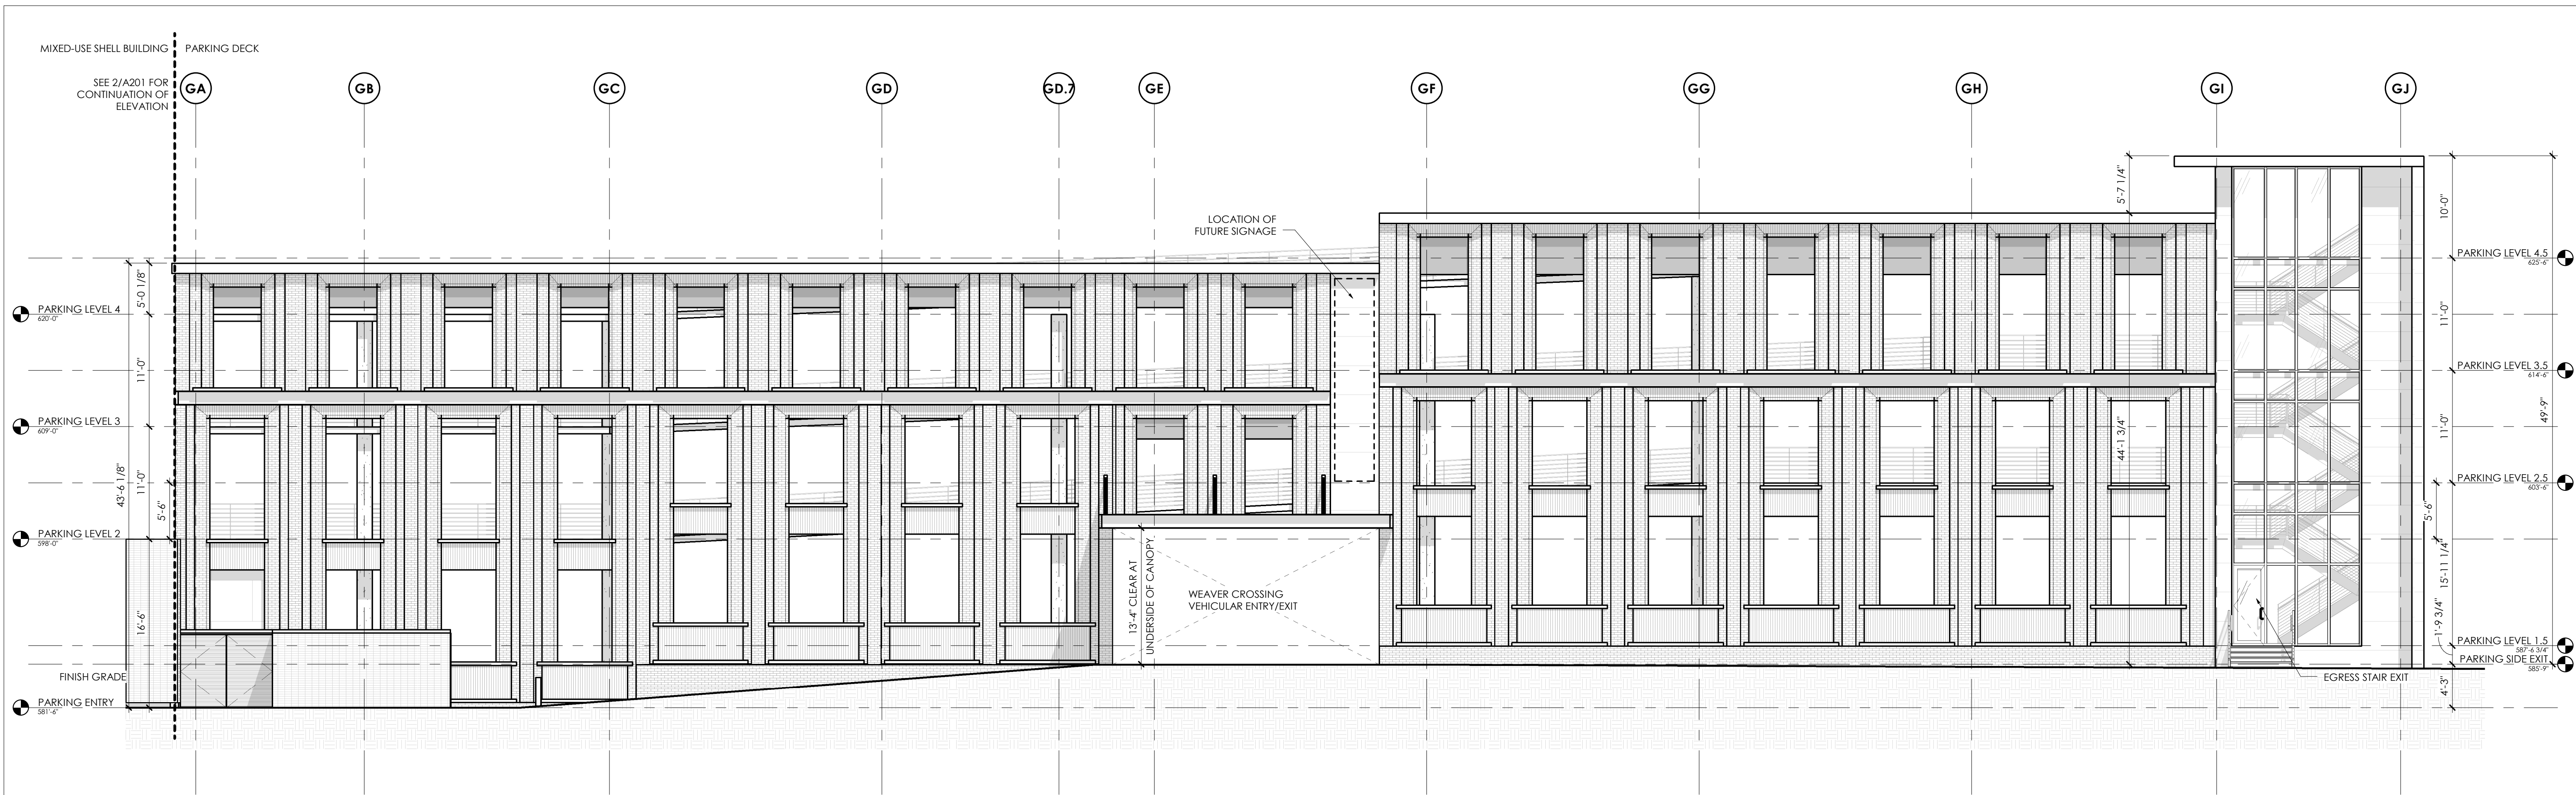 MIXED-USE SHELL BUILDING
PARKING DECK
SEE 2/A201 FOR
CONTINUATION OF
ELEVATION
GA
GB
GC
GD
GD.7
GE
GF
GG
GH
GI
GJ
LOCATION OF
FUTURE SIGNAGE
5'-7 1/4"
10'-0"
PARKING LEVEL 4.5
625'-6"
5'-0 1/8"
PARKING LEVEL 4
620'-0"
11'-0"
11'-0"
PARKING LEVEL 3.5
614'-6"
PARKING LEVEL 3
609'-0"
11'-0"
49'-9"
44'-1 3/4"
43'-6 1/8"
11'-0"
5'-6"
PARKING LEVEL 2.5
603'-6"
5'-6"
PARKING LEVEL 2
598'-0"
15'-11 1/4"
13'-4" CLEAR AT
UNDERSIDE OF CANOPY
WEAVER CROSSING
VEHICULAR ENTRY/EXIT
16'-6"
1'-9 3/4"
PARKING LEVEL 1.5
587'-6 3/4"
PARKING SIDE EXIT
585'-9"
FINISH GRADE
EGRESS STAIR EXIT
4'-3"
PARKING ENTRY
581'-6"